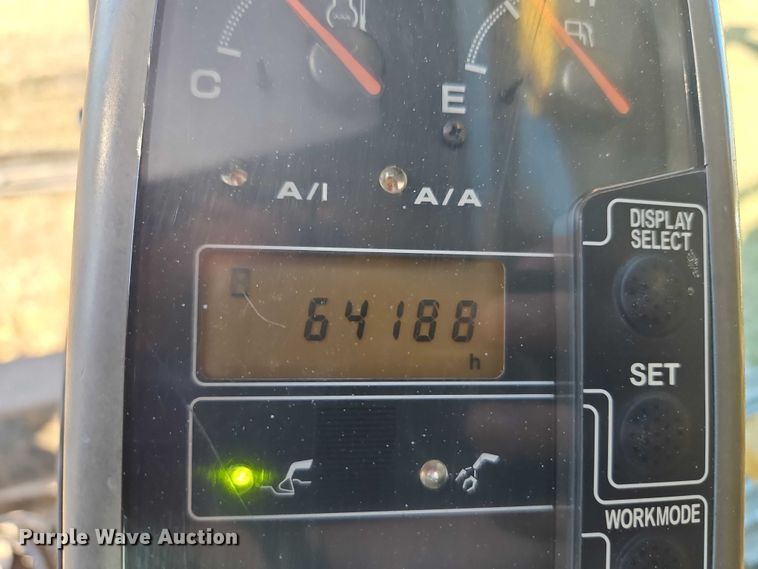 C
E
A/I
A/A
DISPLAY
SELECT
64188
h
SET
WORKMODE
Purple Wave Auction